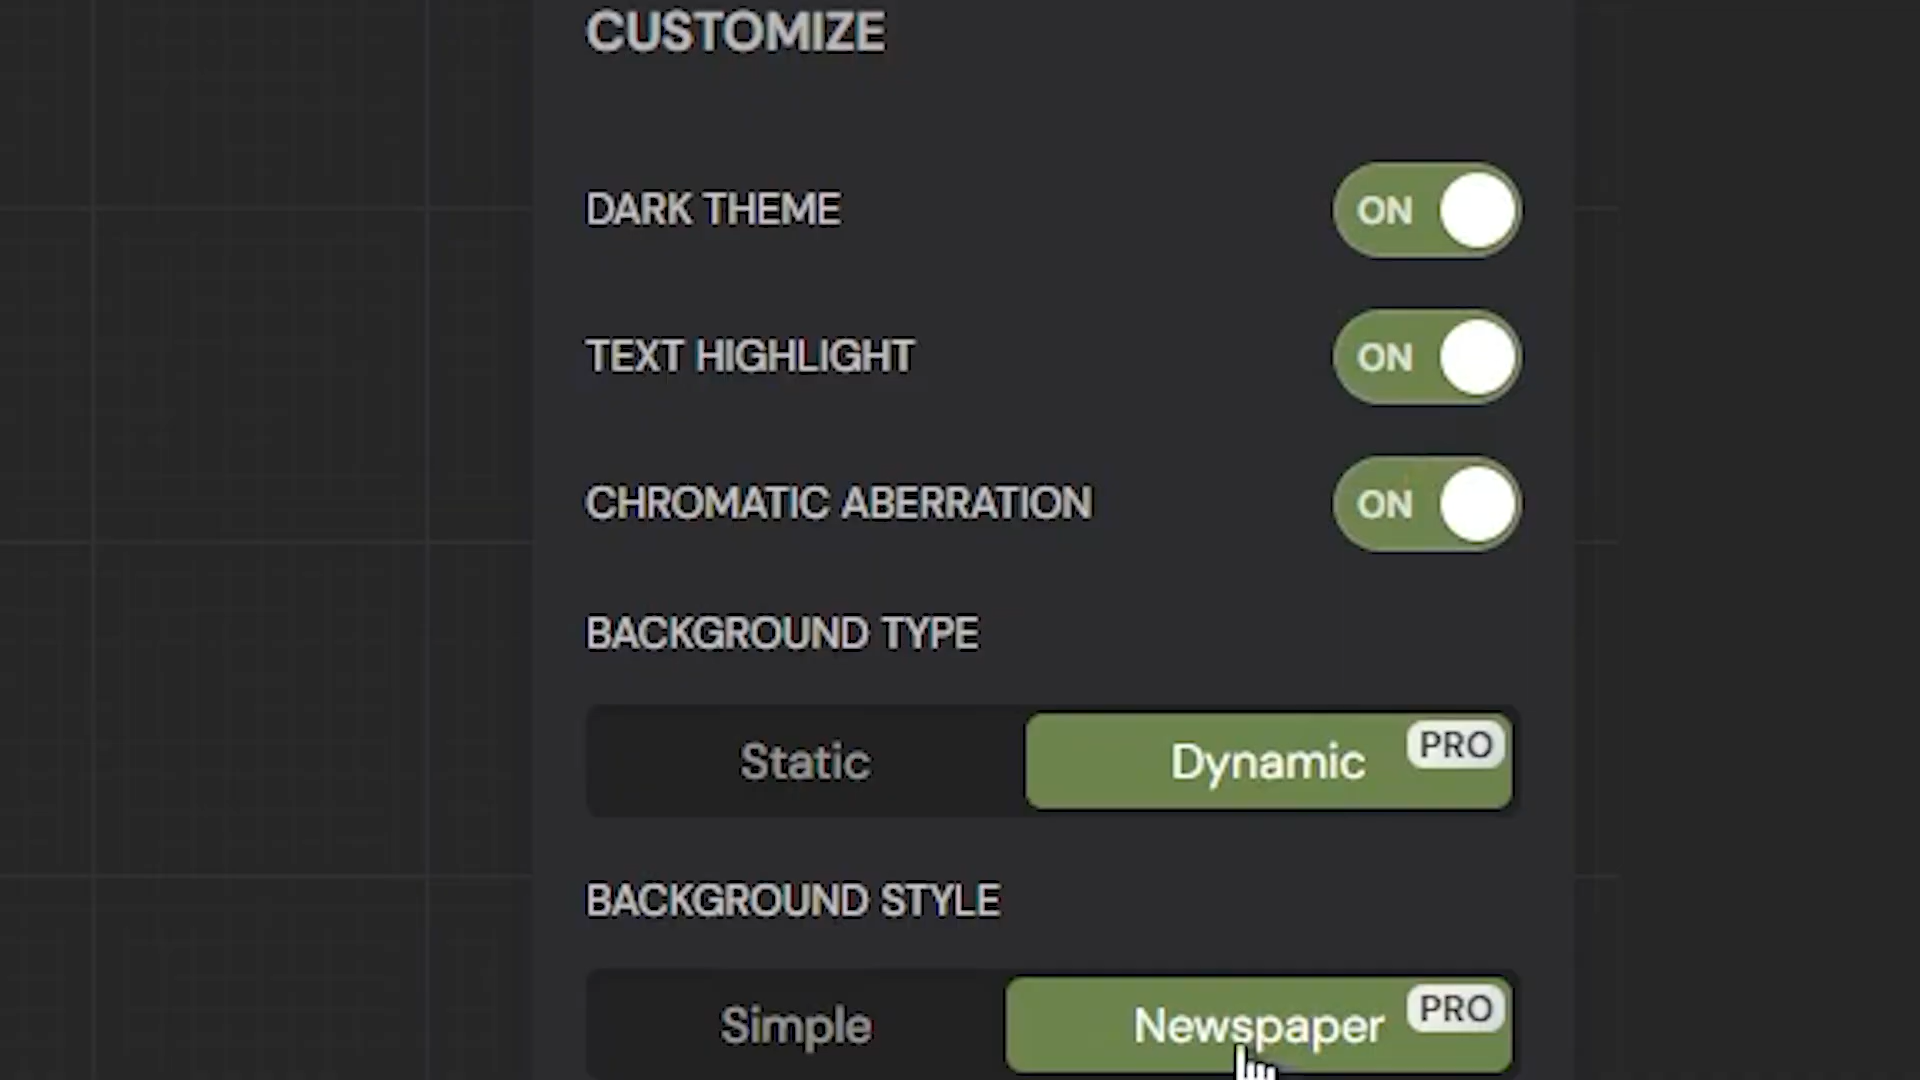 CUSTOMIZE
DARK THEME ON
TEXT HIGHLIGHT ON
CHROMATIC ABERRATION ON
BACKGROUND TYPE
Static Dynamic PRO
BACKGROUND STYLE
Simple Newspaper PRO